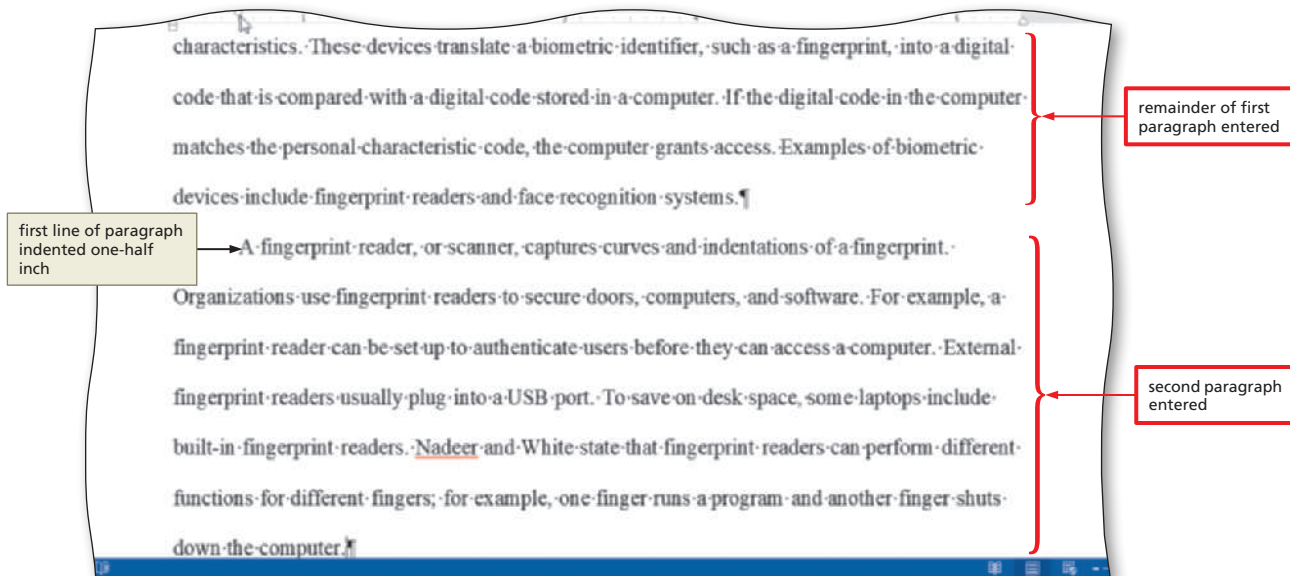 characteristics. These devices translate a biometric identifier, such as a fingerprint, into a digital
code that is compared with a digital code stored in a computer. If the digital code in the computer
matches the personal characteristic code, the computer grants access. Examples of biometric
devices include fingerprint readers and face recognition systems.¶
remainder of first
paragraph entered
first line of paragraph
indented one-half
inch
A fingerprint reader, or scanner, captures curves and indentations of a fingerprint.
Organizations use fingerprint readers to secure doors, computers, and software. For example, a
fingerprint reader can be set up to authenticate users before they can access a computer. External
fingerprint readers usually plug into a USB port. To save on desk space, some laptops include
built-in fingerprint readers. Nadeer and White state that fingerprint readers can perform different
functions for different fingers; for example, one finger runs a program and another finger shuts
down the computer.¶
second paragraph
entered